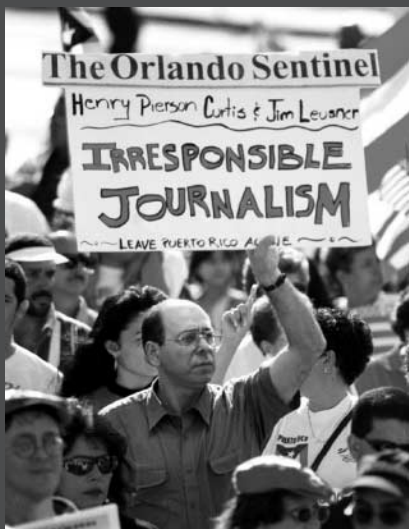 The Orlando Sentinel
Henry Pierson Curtis & Jim Leusner
IRRESPONSIBLE
JOURNALISM
LEAVE PUERTO RICO ALONE